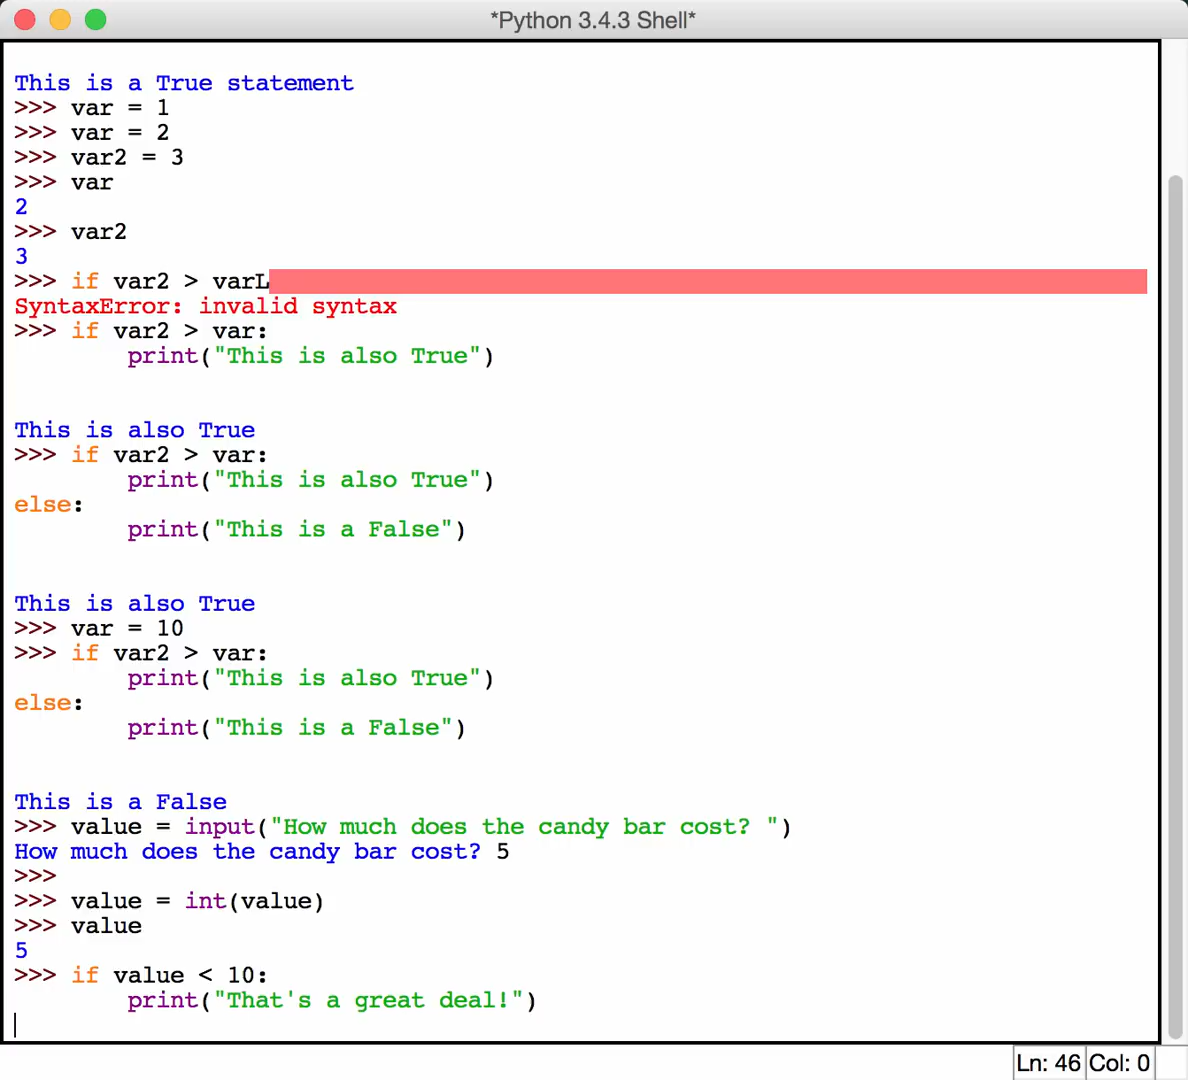 *Python 3.4.3 Shell*
This is a True statement
>>> var = 1
>>> var = 2
>>> var2 = 3
>>> var
2
>>> var2
3
>>> if var2 > varL
SyntaxError: invalid syntax
>>> if var2 > var:
print("This is also True")
This is also True
>>> if var2 > var:
print("This is also True")
else:
print("This is a False")
This is also True
>>> var = 10
>>> if var2 > var:
print("This is also True")
else:
print("This is a False")
This is a False
>>> value = input("How much does the candy bar cost? ")
How much does the candy bar cost? 5
>>>
>>> value = int(value)
>>> value
5
>>> if value < 10:
print("That's a great deal!")
Ln: 46 Col: 0